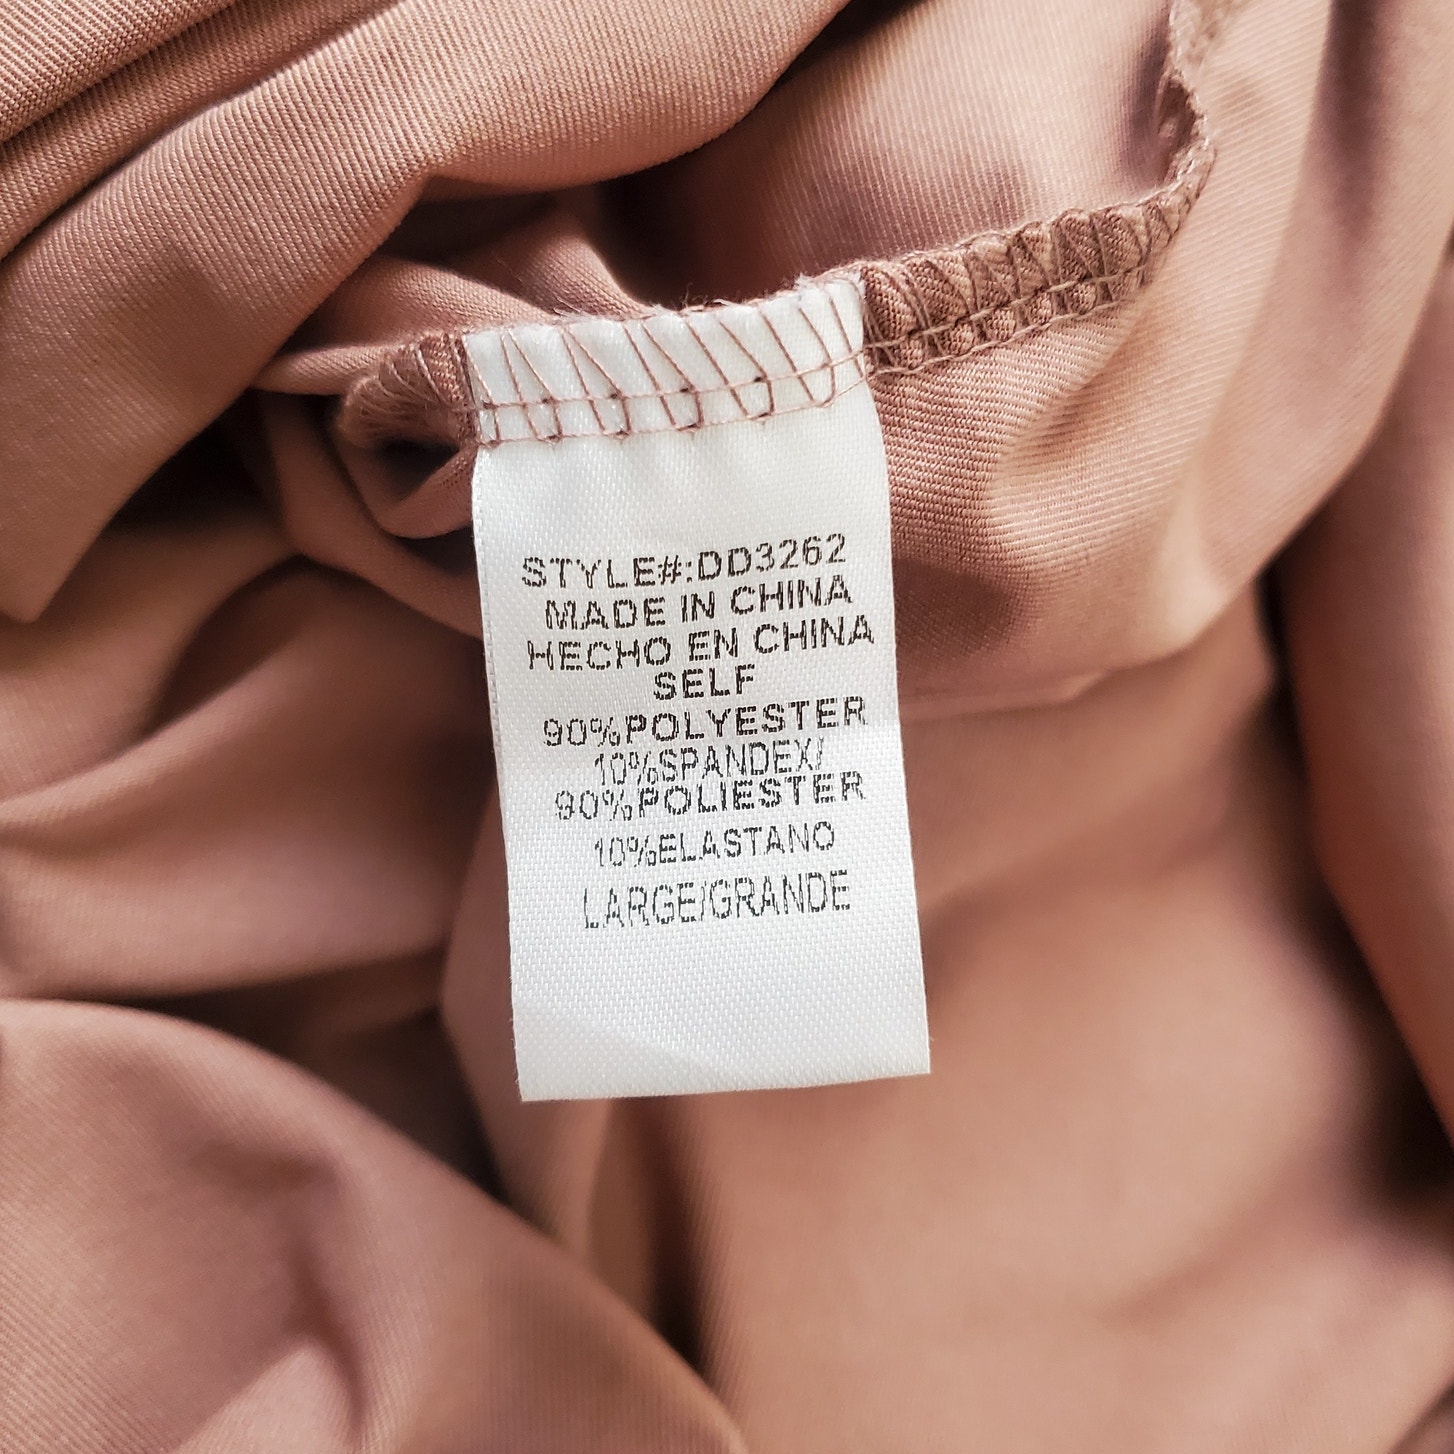 STYLE#:DD3262
MADE IN CHINA
HECHO EN CHINA
SELF
90%POLYESTER
10%SPANDEX/
90%POLIESTER
10%ELASTANO
LARGE/GRANDE